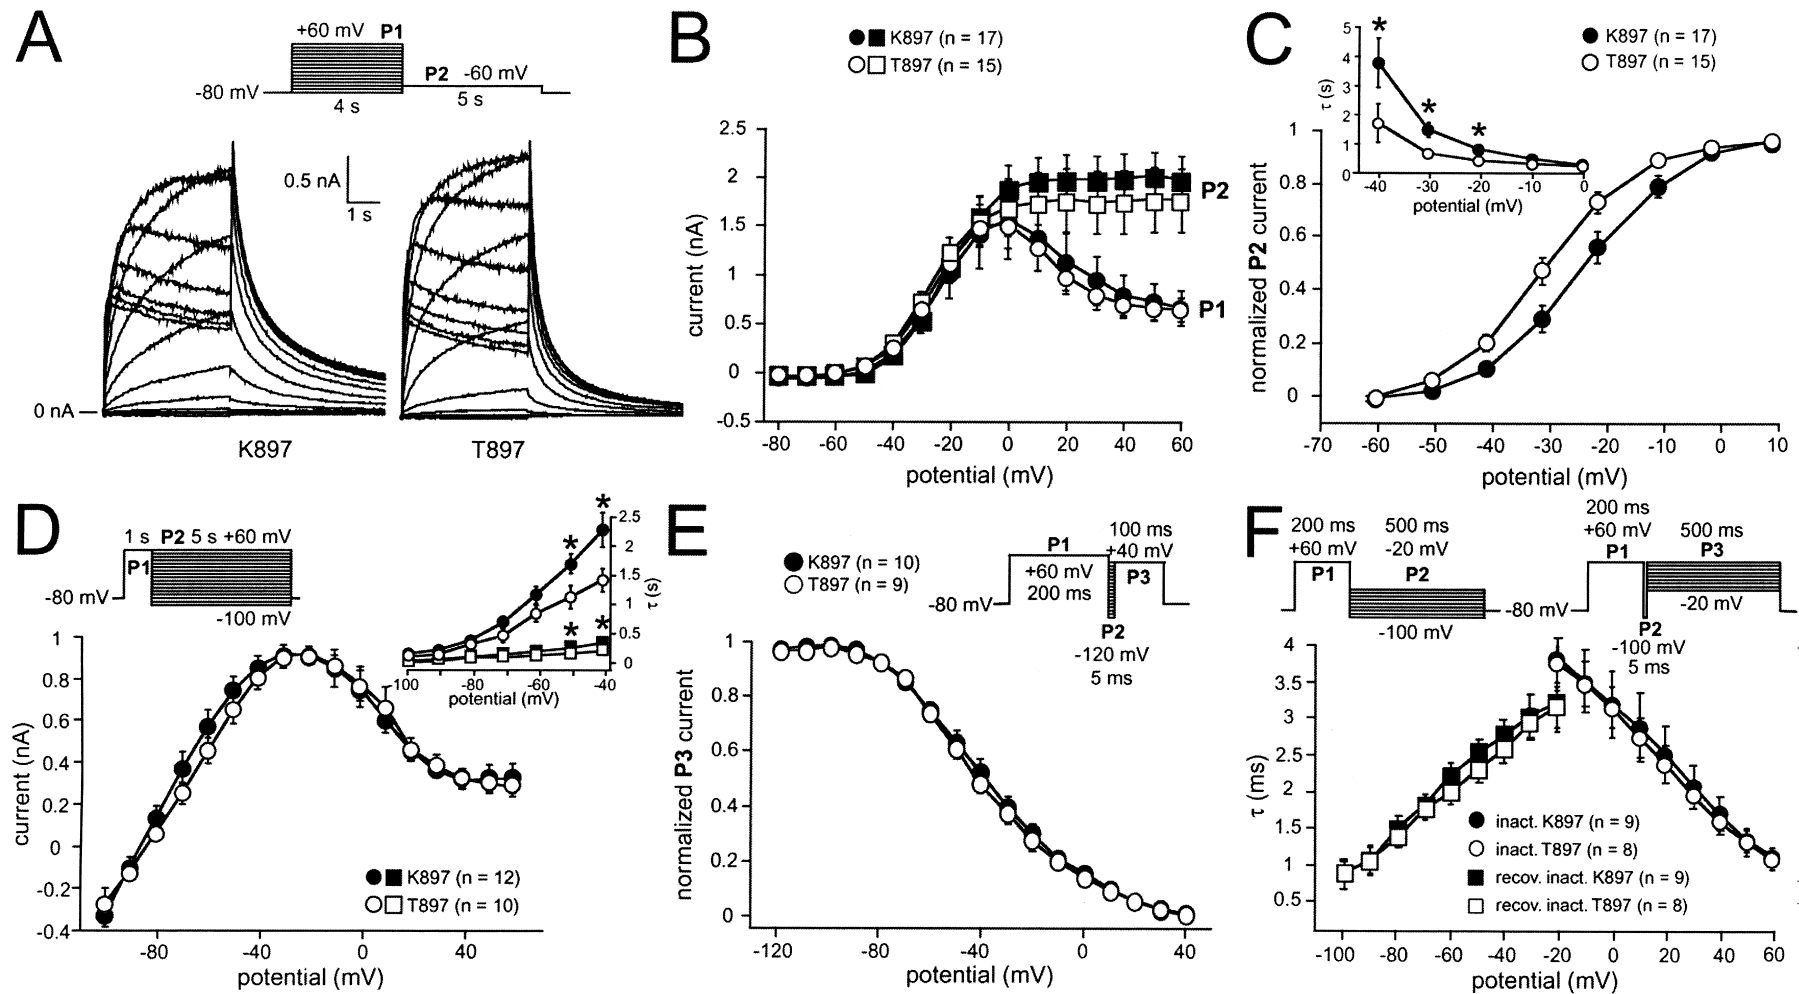 A
+60 mV P1
P2 -60 mV
-80 mV
4 s
5 s
0.5 nA
1 s
0 nA
K897
T897
B
K897 (n = 17)
T897 (n = 15)
2.5
2
1.5
1
0.5
0
-0.5
current (nA)
P2
P1
-80 -60 -40 -20 0 20 40 60
potential (mV)
C
K897 (n = 17)
T897 (n = 15)
5
4
3
2
1
0
τ (s)
* * *
-40 -30 -20 -10 0
potential (mV)
1
0.8
0.6
0.4
0.2
0
normalized P2 current
-70 -60 -50 -40 -30 -20 -10 0 10
potential (mV)
D
1 s P2 5 s +60 mV
P1
-80 mV
-100 mV
* *
* *
2.5
2
1.5
1
0.5
0
τ (s)
100 -80 -60 -40
potential (mV)
1
0.8
0.6
0.4
0.2
0
-0.2
-0.4
current (nA)
K897 (n = 12)
T897 (n = 10)
-80 -40 0 40
potential (mV)
E
K897 (n = 10)
T897 (n = 9)
100 ms
+40 mV
P1
+60 mV
200 ms
P3
-80 mV
P2
-120 mV
5 ms
1
0.8
0.6
0.4
0.2
0
normalized P3 current
-120 -80 -40 0 40
potential (mV)
F
200 ms
+60 mV
P1
500 ms
-20 mV
P2
-100 mV
-80 mV
200 ms
+60 mV
P1
500 ms
P3
-20 mV
P2
-100 mV
5 ms
4
3.5
3
2.5
2
1.5
1
0.5
τ (ms)
inact. K897 (n = 9)
inact. T897 (n = 8)
recov. inact. K897 (n = 9)
recov. inact. T897 (n = 8)
-100 -80 -60 -40 -20 0 20 40 60
potential (mV)